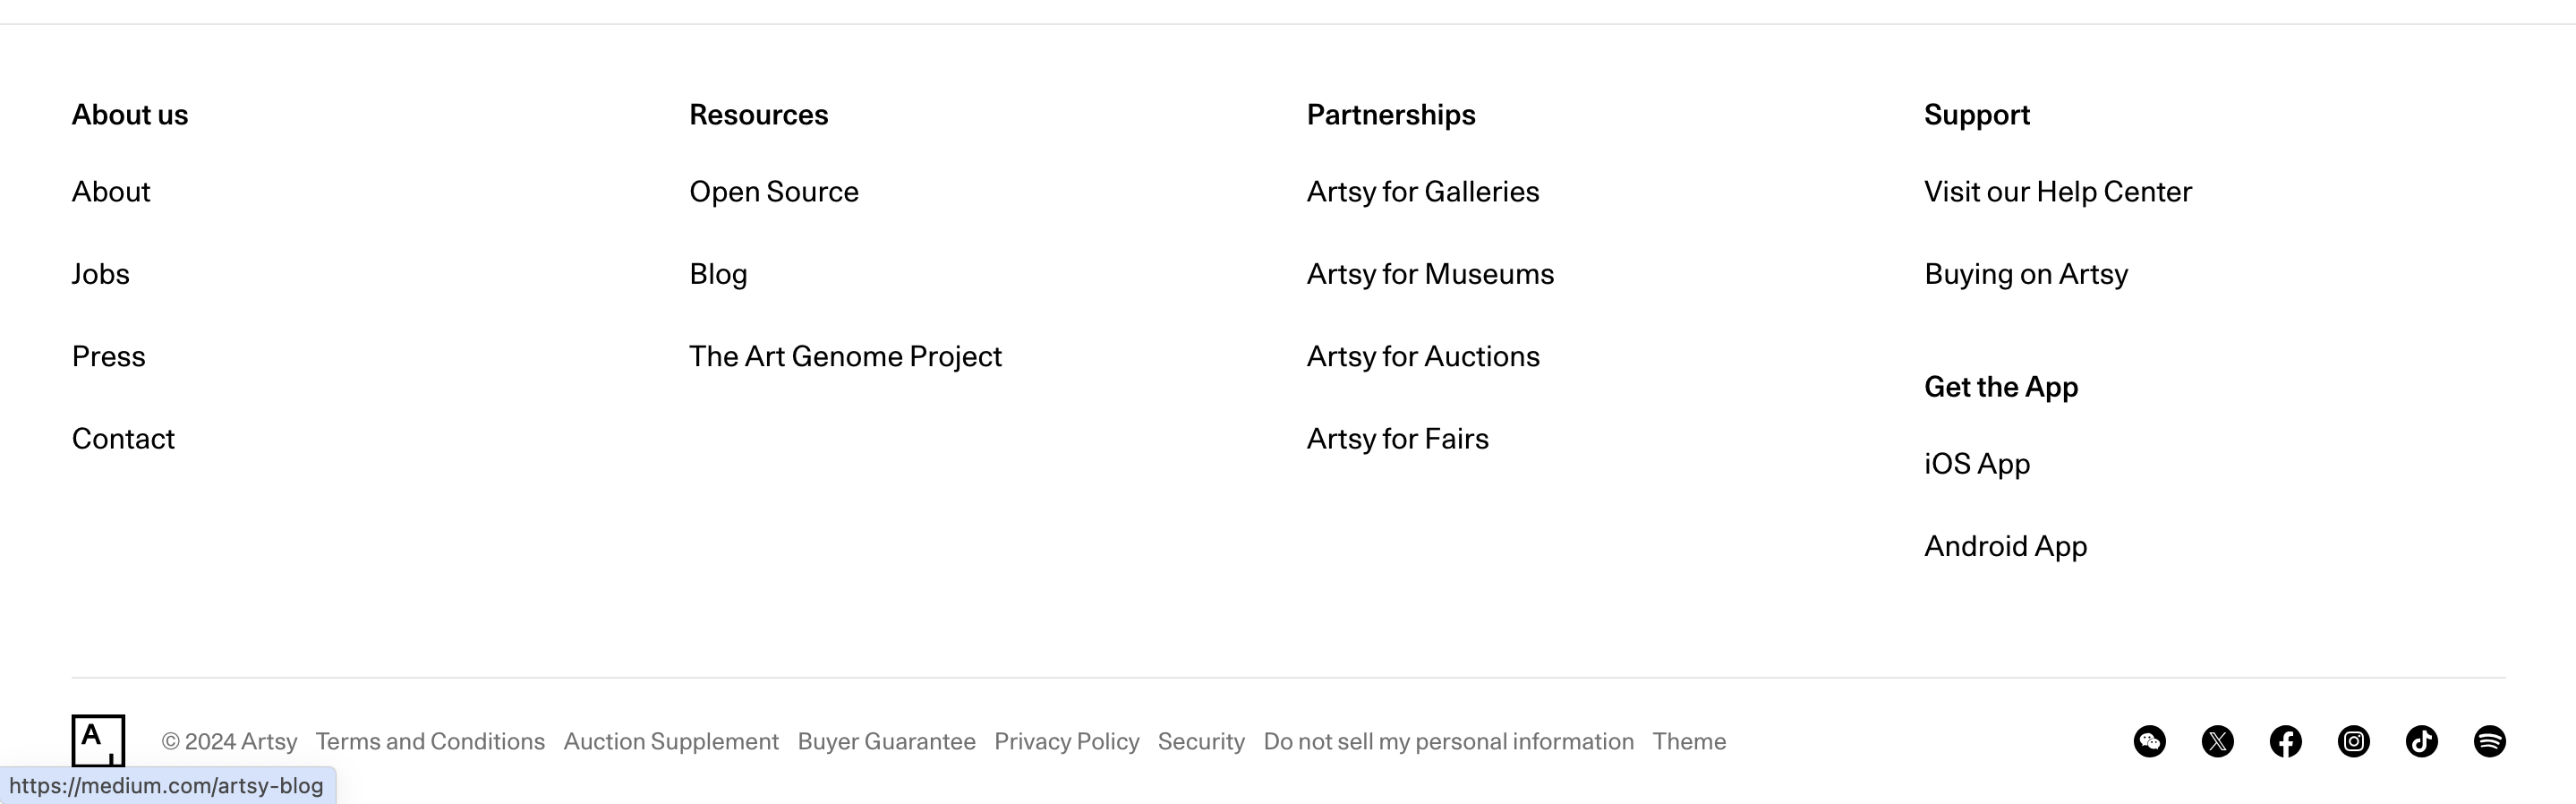 About us
About
Jobs
Press
Contact
Resources
Open Source
Blog
The Art Genome Project
Partnerships
Artsy for Galleries
Artsy for Museums
Artsy for Auctions
Artsy for Fairs
Support
Visit our Help Center
Buying on Artsy
Get the App
iOS App
Android App
A
© 2024 Artsy Terms and Conditions Auction Supplement Buyer Guarantee Privacy Policy Security Do not sell my personal information Theme
https://medium.com/artsy-blog